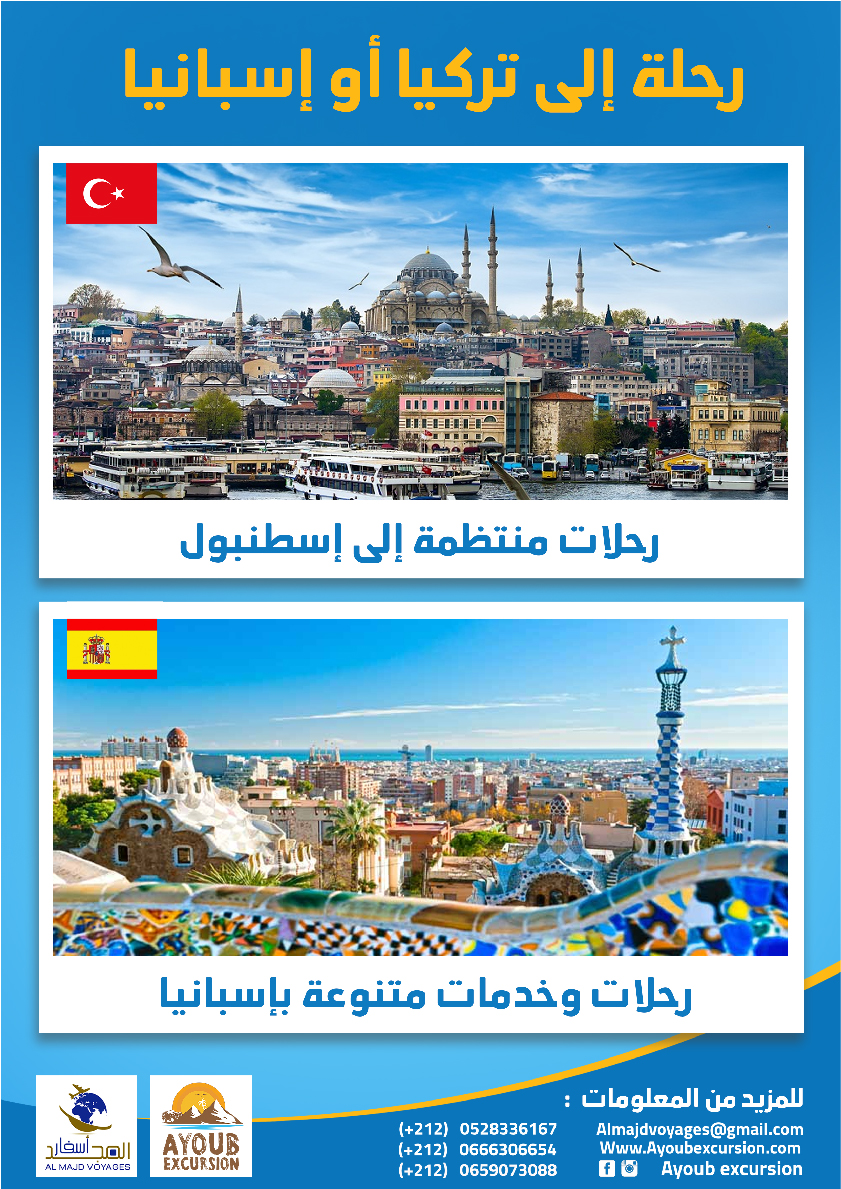 رحلة إلى تركيا أو إسبانيا
رحلات منتظمة إلى إسطنبول
رحلات وخدمات متنوعة بإسبانيا
المجد أسفار
AL MAJD VOYAGES
AYOUB
EXCURSION
للمزيد من المعلومات :
(+212) 0528336167 Almajdvoyages@gmail.com
(+212) 0666306654 Www.Ayoubexcursion.com
(+212) 0659073088 Ayoub excursion